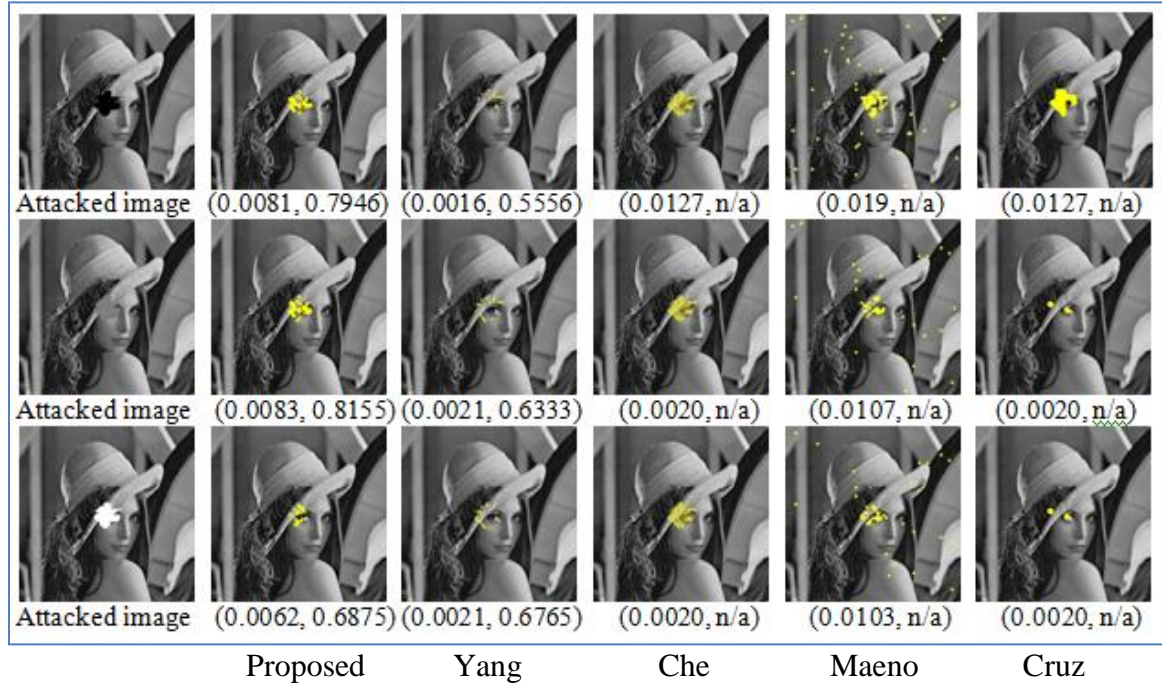 Attacked image (0.0081, 0.7946) (0.0016, 0.5556) (0.0127, n/a) (0.019, n/a) (0.0127, n/a)
Attacked image (0.0083, 0.8155) (0.0021, 0.6333) (0.0020, n/a) (0.0107, n/a) (0.0020, n/a)
Attacked image (0.0062, 0.6875) (0.0021, 0.6765) (0.0020, n/a) (0.0103, n/a) (0.0020, n/a)
Proposed Yang Che Maeno Cruz